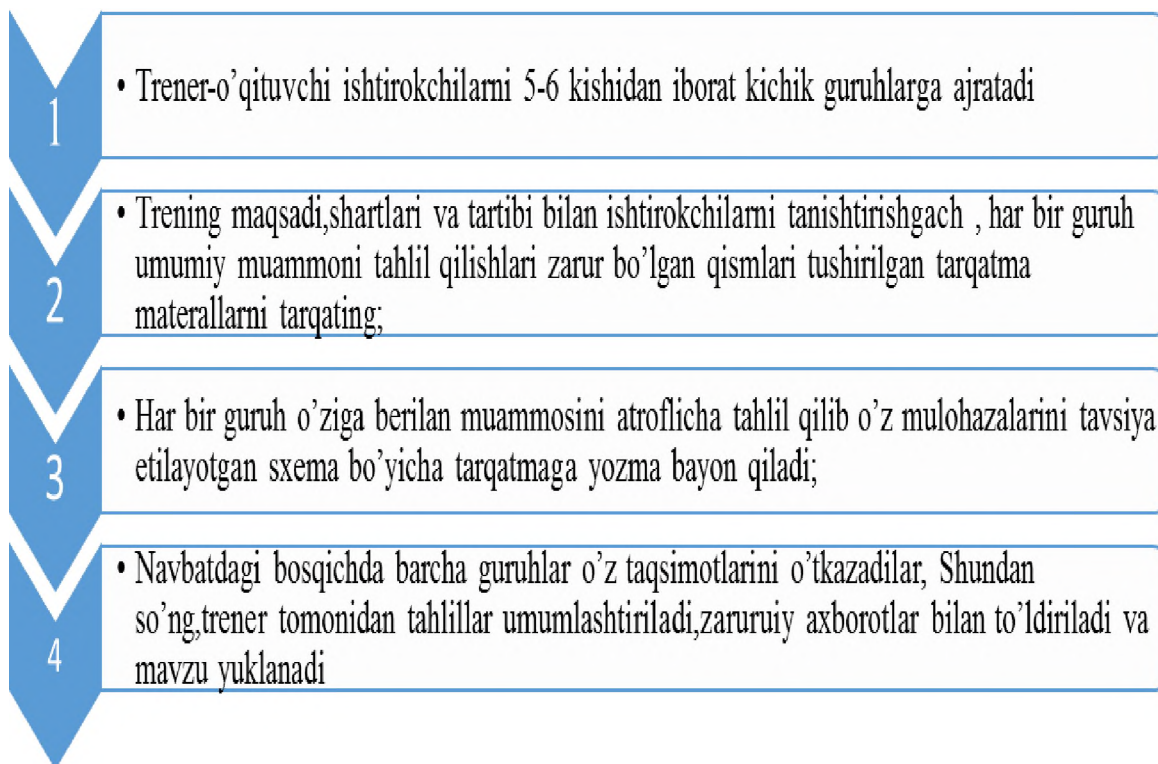 1
• Trener-o’qituvchi ishtirokchilarni 5-6 kishidan iborat kichik guruhlarga ajratadi
2
• Trening maqsadi,shartlari va tartibi bilan ishtirokchilarni tanishtirishgach , har bir guruh
umumiy muammoni tahlil qilishlari zarur bo’lgan qismlari tushirilgan tarqatma
materallarni tarqating;
3
• Har bir guruh o’ziga berilan muammosini atroflicha tahlil qilib o’z mulohazalarini tavsiya
etilayotgan sxema bo’yicha tarqatmaga yozma bayon qiladi;
4
• Navbatdagi bosqichda barcha guruhlar o’z taqsimotlarini o’tkazadilar, Shundan
so’ng,trener tomonidan tahlillar umumlashtiriladi,zaruruiy axborotlar bilan to’ldiriladi va
mavzu yuklanadi